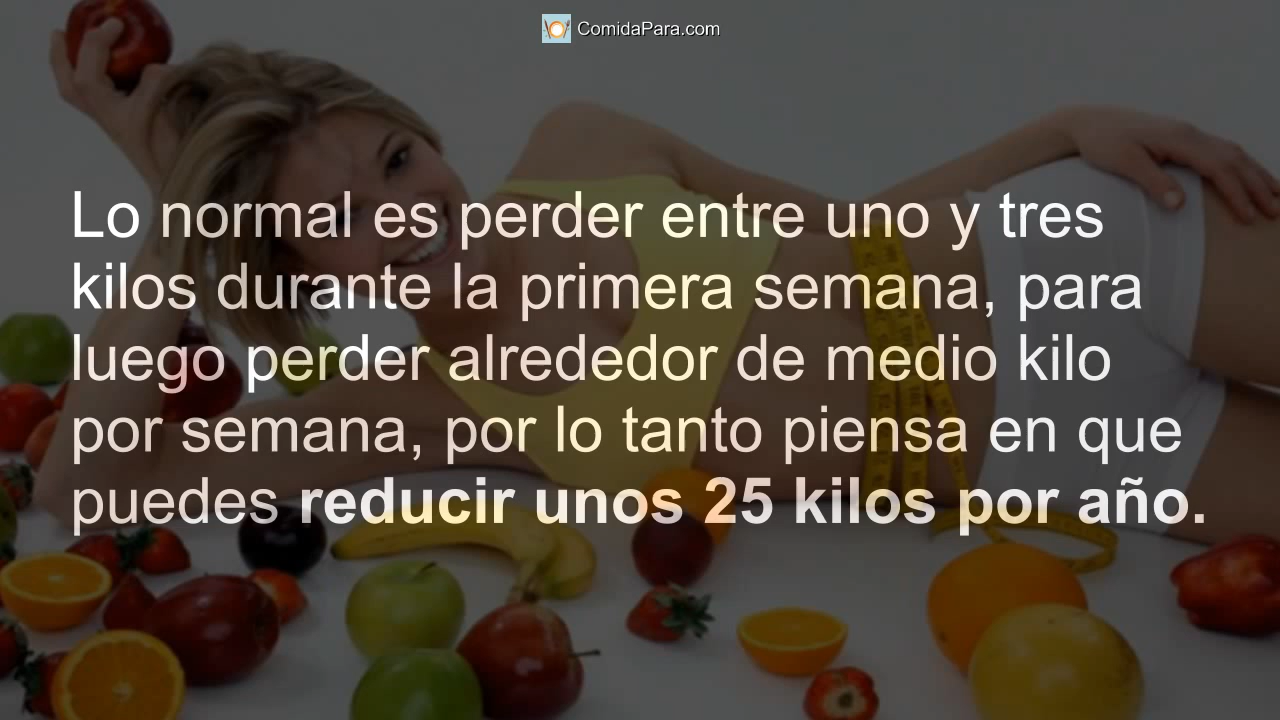 ComidaPara.com
Lo normal es perder entre uno y tres
kilos durante la primera semana, para
luego perder alrededor de medio kilo
por semana, por lo tanto piensa en que
puedes reducir unos 25 kilos por año.